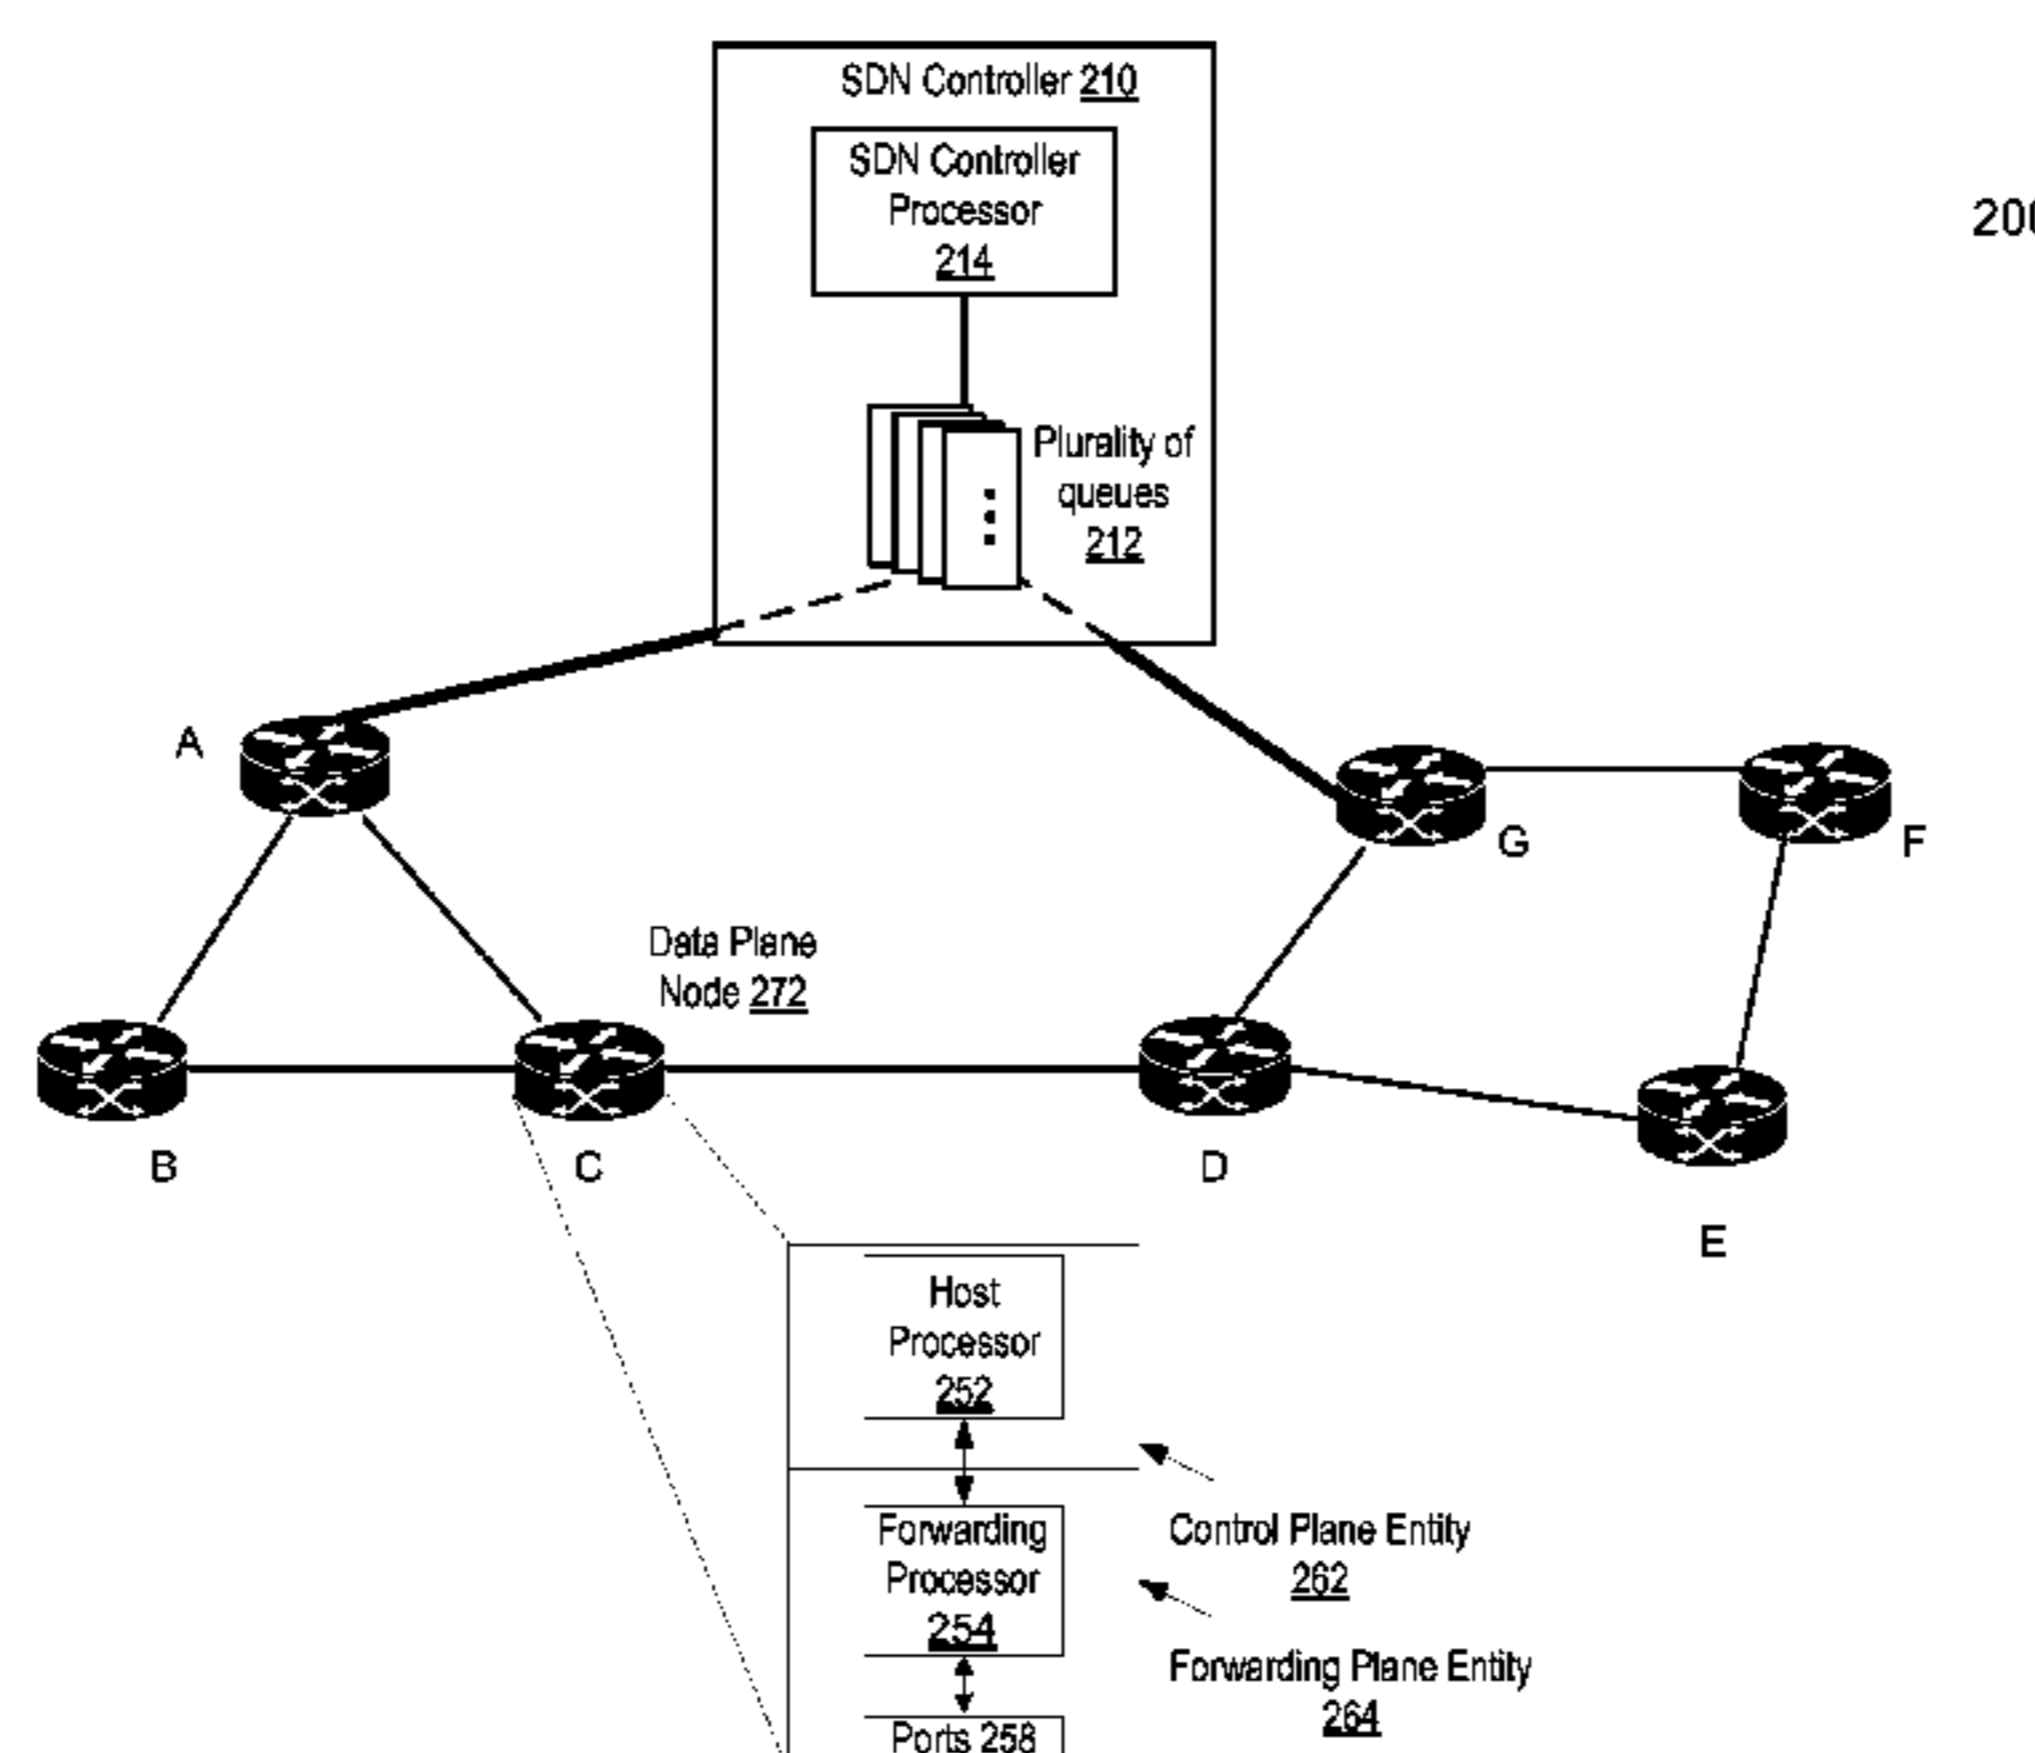 SDN Controller 210
SDN Controller
Processor
214
200
Plurality of
queues
212
A
G
F
Data Plane
Node 272
B
C
D
E
Host
Processor
252
Forwarding
Processor
254
Control Plane Entity
262
Forwarding Plane Entity
264
Ports 258